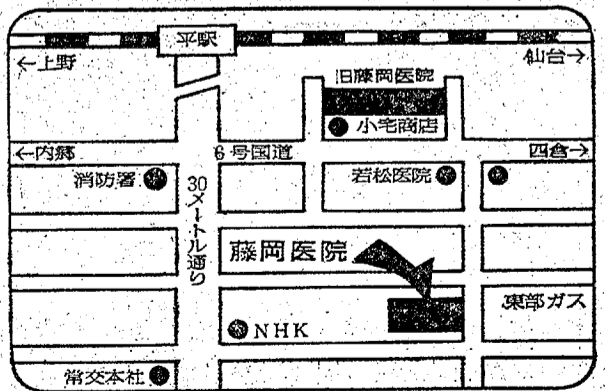 平駅
←上野
仙台→
旧藤岡医院
小宅商店
←内郷
6号国道
四倉→
消防署
若松医院
30メートル通り
藤岡医院
東部ガス
NHK
常交本社